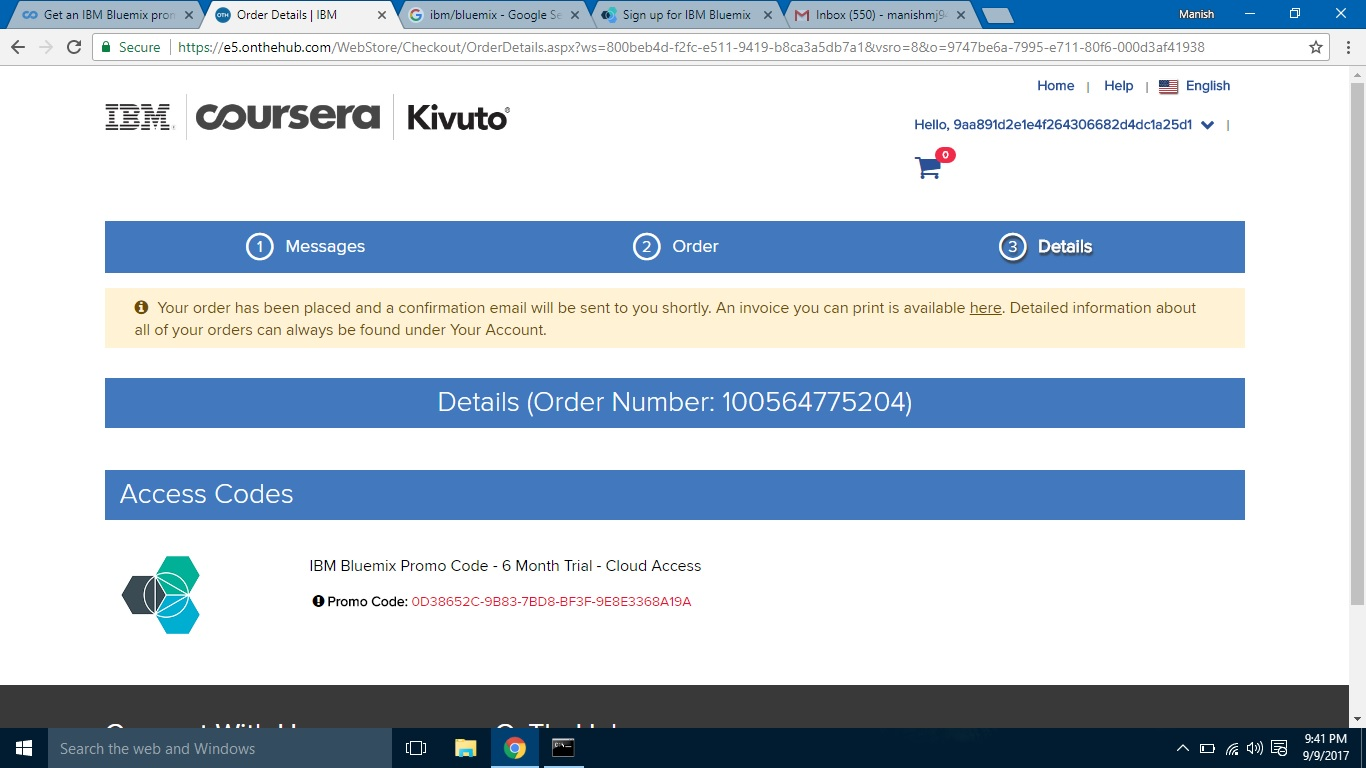 Get an IBM Bluemix pron
Order Details | IBM
ibm/bluemix - Google Se
Sign up for IBM Bluemix
Inbox (550) - manishmj94
Manish
Secure
https://e5.onthehub.com/WebStore/Checkout/OrderDetails.aspx?ws=800beb4d-f2fc-e511-9419-b8ca3a5db7a1&vsro=8&o=9747be6a-7995-e711-80f6-000d3af41938
Home | Help | English
IBM. coursera Kivuto
Hello, 9aa891d2e1e4f264306682d4dc1a25d1 |
0
1 Messages
2 Order
3 Details
Your order has been placed and a confirmation email will be sent to you shortly. An invoice you can print is available here. Detailed information about
all of your orders can always be found under Your Account.
Details (Order Number: 100564775204)
Access Codes
IBM Bluemix Promo Code - 6 Month Trial - Cloud Access
Promo Code: 0D38652C-9B83-7BD8-BF3F-9E8E3368A19A
Search the web and Windows
9:41 PM
9/9/2017